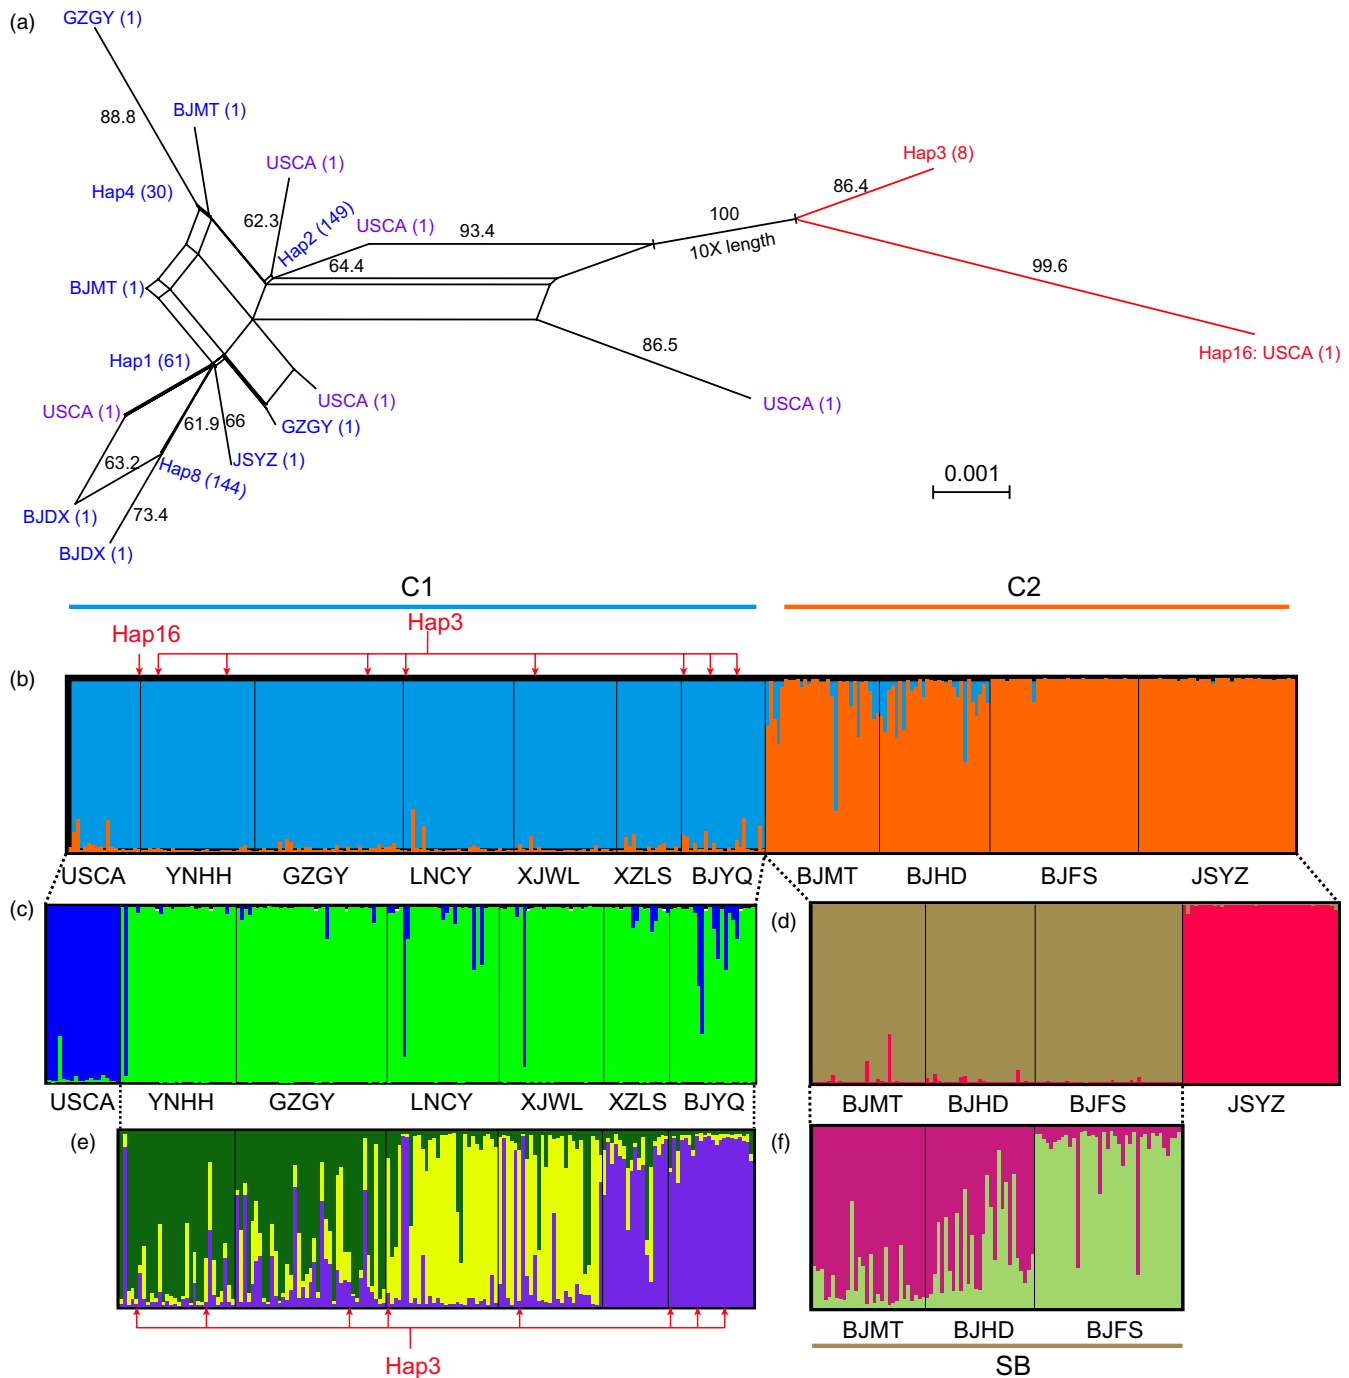 (a)
GZGY (1)
88.8
BJMT (1)
USCA (1)
Hap4 (30)
62.3
Hap2 (149)
USCA (1)
93.4
64.4
100
10X length
Hap3 (8)
86.4
99.6
Hap16: USCA (1)
BJMT (1)
Hap1 (61)
86.5
USCA (1)
USCA (1)
USCA (1)
61.9
66
GZGY (1)
63.2
Hap8 (144)
JSYZ (1)
BJDX (1)
73.4
BJDX (1)
0.001
C1
C2
Hap16
Hap3
(b)
USCA YNHH GZGY LNCY XJWL XZLS BJYQ BJMT BJHD BJFS JSYZ
(c)
(d)
USCA YNHH GZGY LNCY XJWL XZLS BJYQ
BJMT BJHD BJFS JSYZ
(e)
(f)
Hap3
BJMT BJHD BJFS
SB